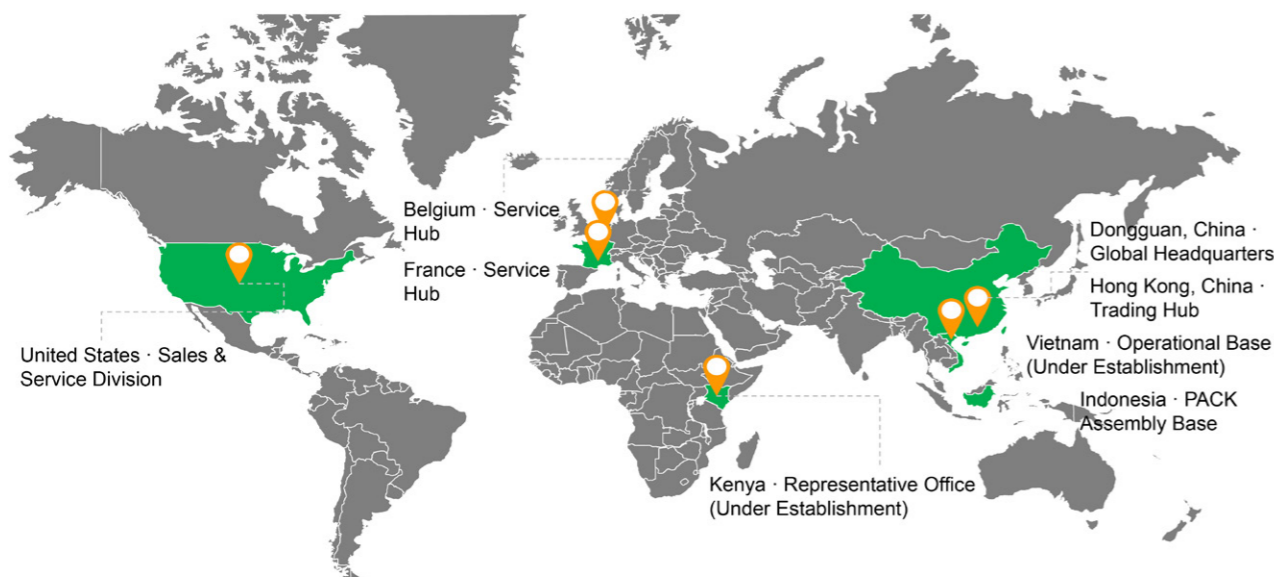 Belgium · Service
Hub
France · Service
Hub
United States · Sales &
Service Division
Dongguan, China ·
Global Headquarters
Hong Kong, China ·
Trading Hub
Vietnam · Operational Base
(Under Establishment)
Indonesia · PACK
Assembly Base
Kenya · Representative Office
(Under Establishment)